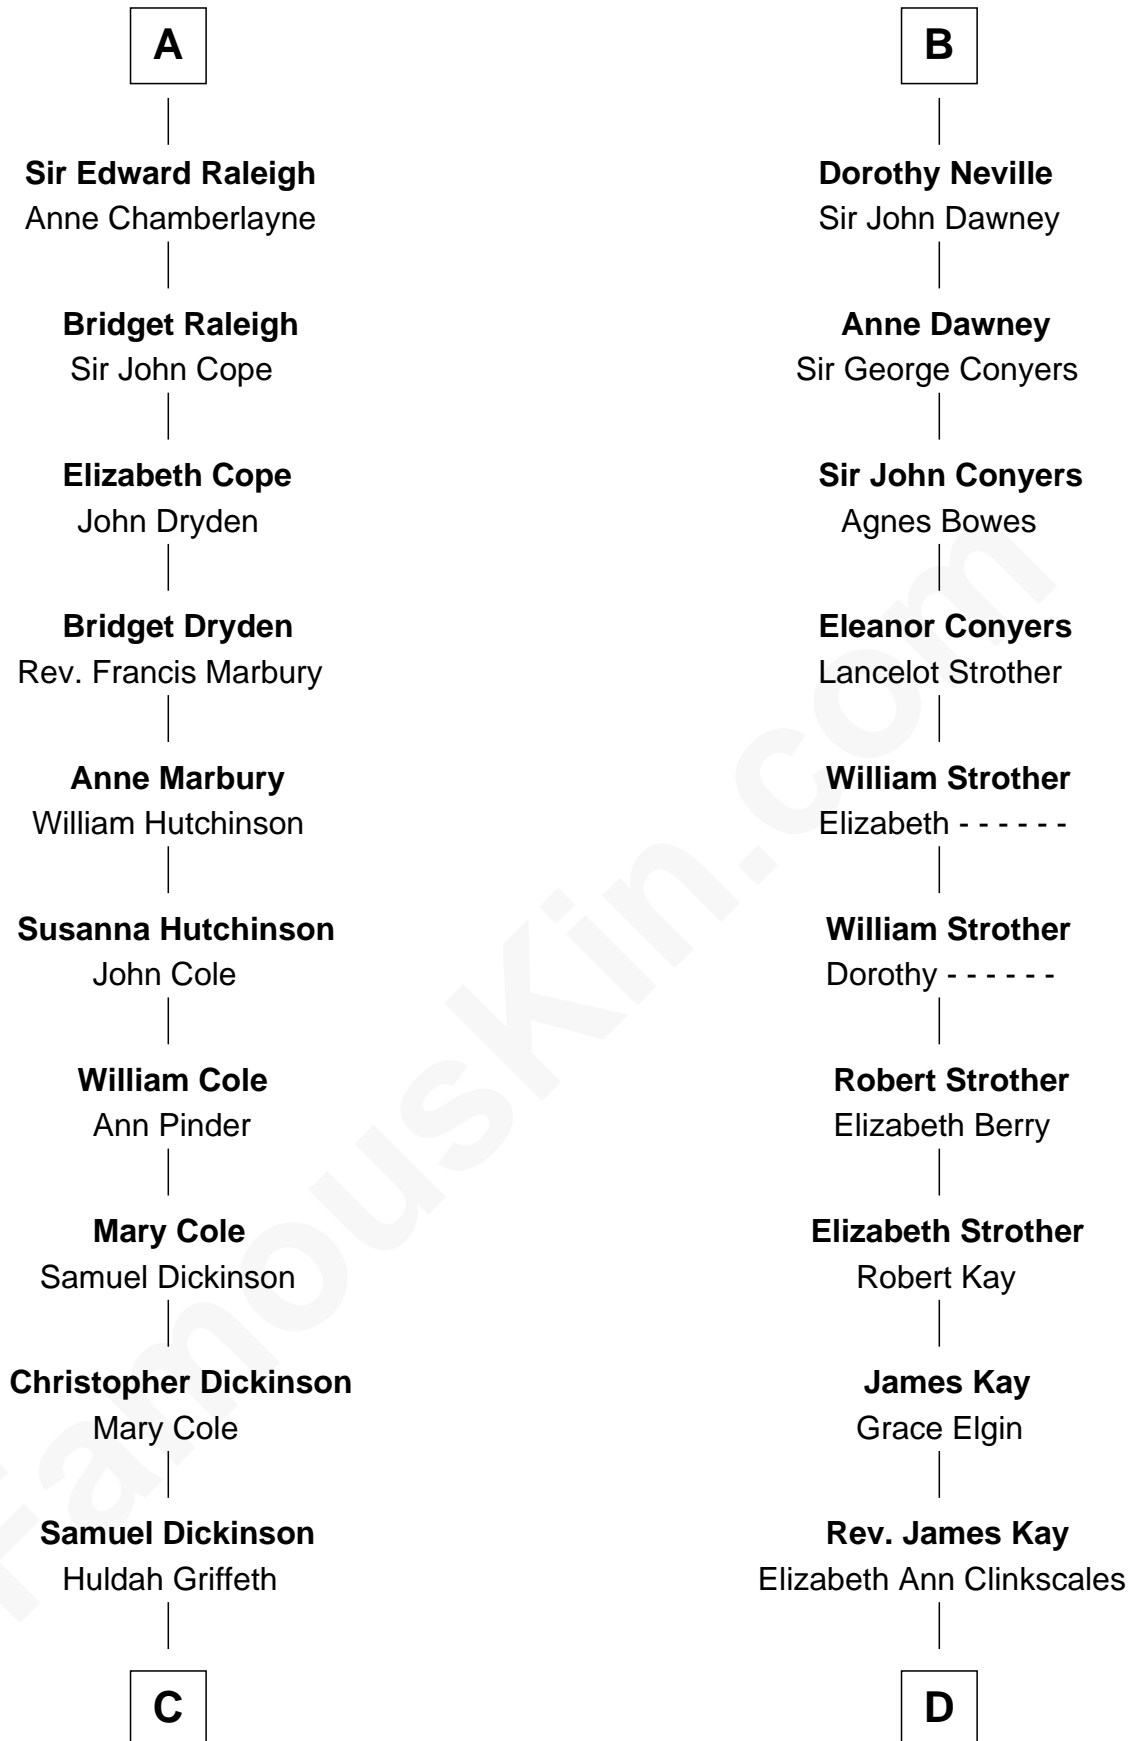 A
Sir Edward Raleigh
Anne Chamberlayne
Bridget Raleigh
Sir John Cope
Elizabeth Cope
John Dryden
Bridget Dryden
Rev. Francis Marbury
Anne Marbury
William Hutchinson
Susanna Hutchinson
John Cole
William Cole
Ann Pinder
Mary Cole
Samuel Dickinson
Christopher Dickinson
Mary Cole
Samuel Dickinson
Huldah Griffeth
C
B
Dorothy Neville
Sir John Dawney
Anne Dawney
Sir George Conyers
Sir John Conyers
Agnes Bowes
Eleanor Conyers
Lancelot Strother
William Strother
Elizabeth - - - - - -
William Strother
Dorothy - - - - - -
Robert Strother
Elizabeth Berry
Elizabeth Strother
Robert Kay
James Kay
Grace Elgin
Rev. James Kay
Elizabeth Ann Clinkscales
D
FamousKin.com